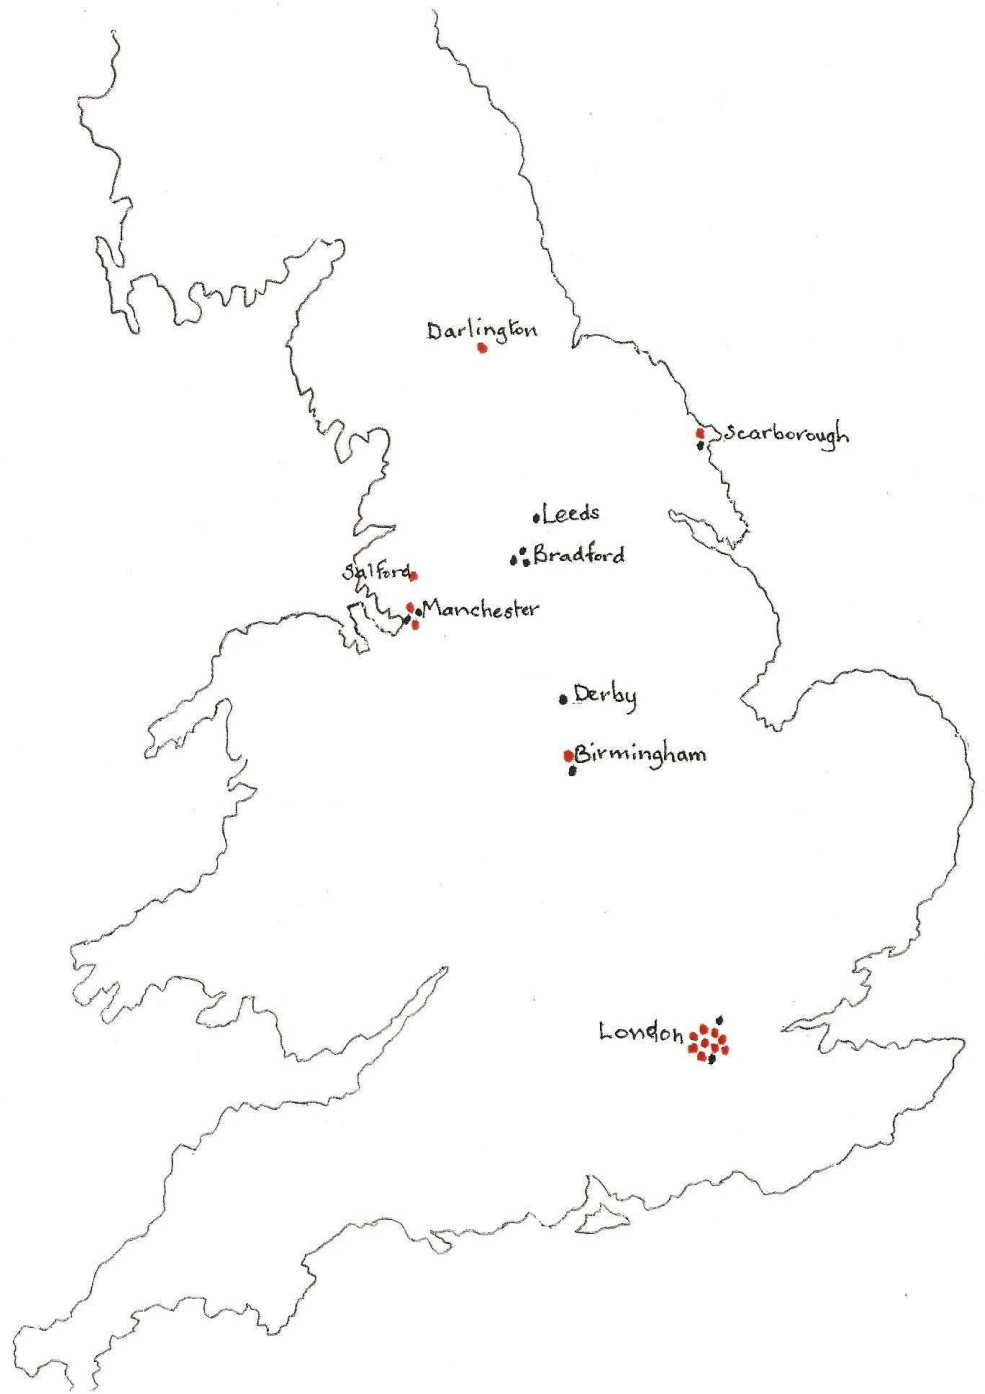 Darlington
Scarborough
Leeds
Bradford
Salford
Manchester
Derby
Birmingham
London